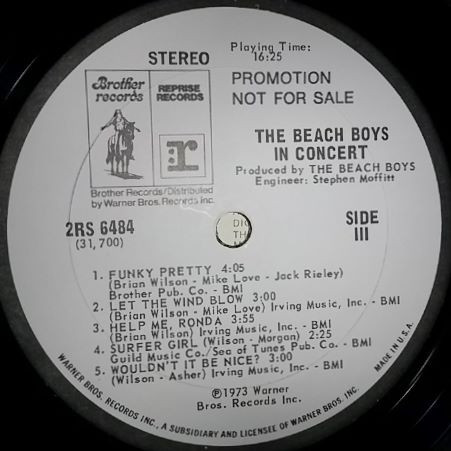 STEREO
Playing Time:
16:25
Brother
records
REPRISE
RECORDS
r
PROMOTION
NOT FOR SALE
THE BEACH BOYS
IN CONCERT
Produced by THE BEACH BOYS
Engineer: Stephen Moffitt
Brother Records/Distributed
by Warner Bros. Records Inc.
2RS 6484
(31,700)
SIDE
III
1. FUNKY PRETTY 4:05
(Brian Wilson - Mike Love - Jack Rieley)
Brother Pub. Co. - BMI
2. LET THE WIND BLOW 3:00
(Brian Wilson - Mike Love) Irving Music, Inc. - BMI
3. HELP ME, RONDA 3:55
(Brian Wilson) Irving Music, Inc. - BMI
4. SURFER GIRL (Wilson - Morgan) 2:25
Guild Music Co./Sea of Tunes Pub. Co. - BMI
5. WOULDN'T IT BE NICE? 3:00
(Wilson - Asher) Irving Music, Inc. - BMI
℗1973 Warner
Bros. Records Inc.
WARNER BROS. RECORDS INC., A SUBSIDIARY AND LICENSEE OF WARNER BROS. INC.
MADE IN U.S.A.